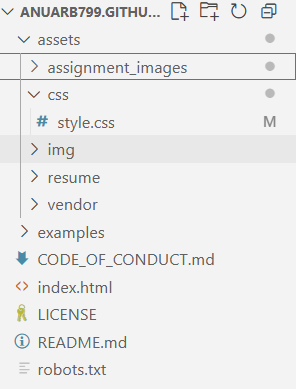 ANUARB799.GITHU...
assets
assignment_images
css
# style.css M
img
resume
vendor
examples
CODE_OF_CONDUCT.md
<> index.html
LICENSE
README.md
robots.txt